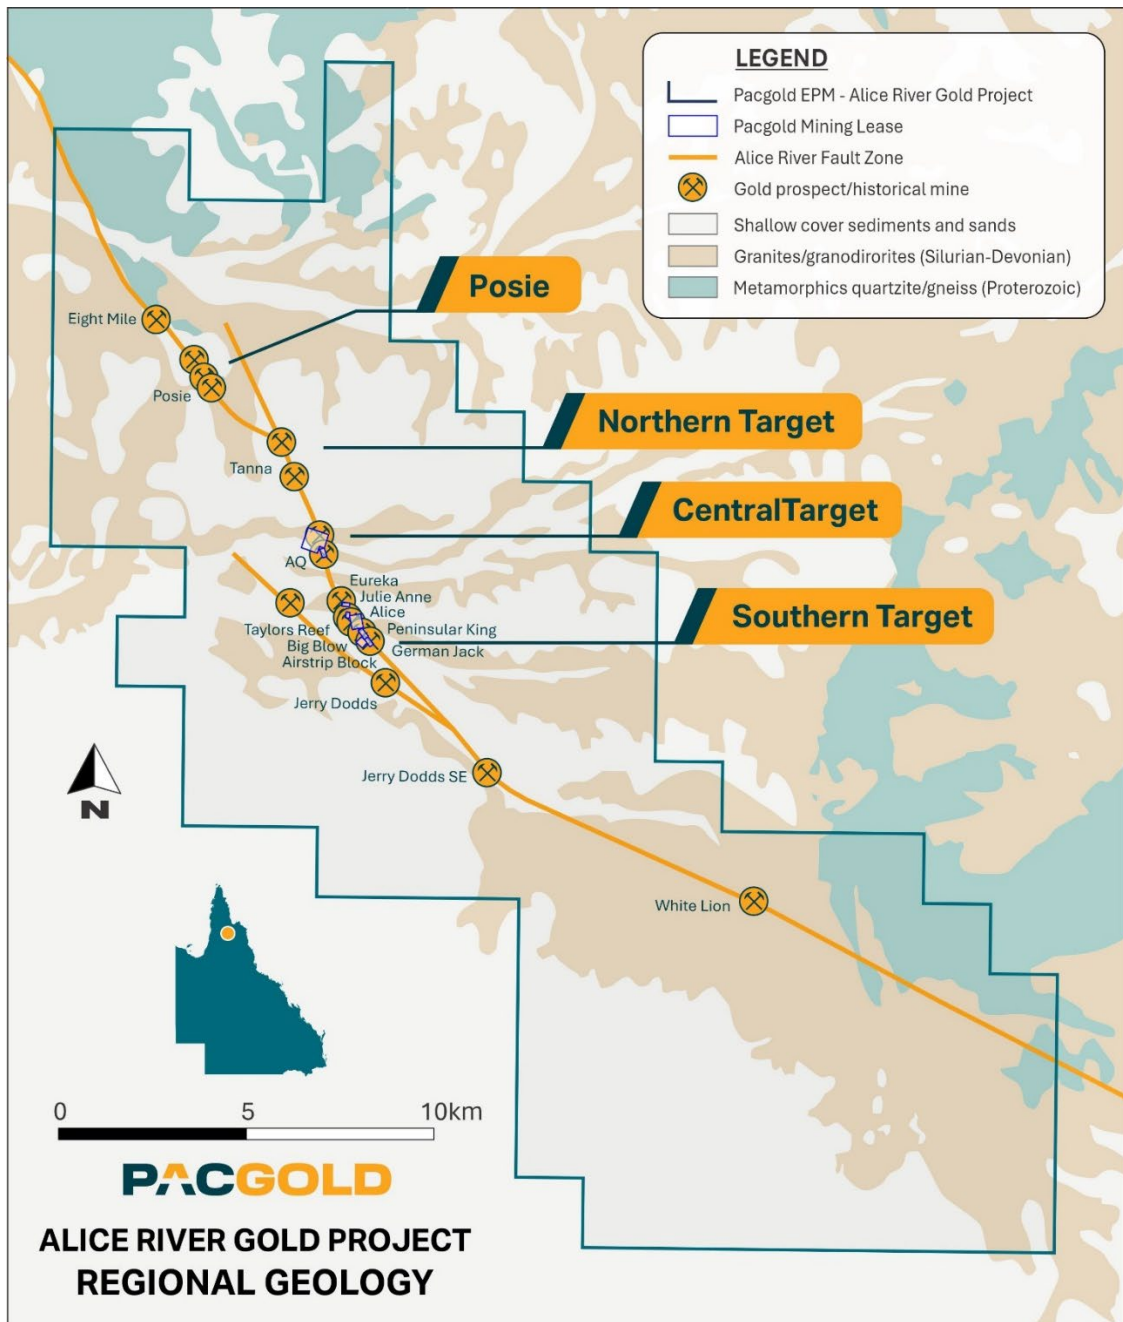 LEGEND
Pacgold EPM - Alice River Gold Project
Pacgold Mining Lease
Alice River Fault Zone
Gold prospect/historical mine
Shallow cover sediments and sands
Granites/granodirorites (Silurian-Devonian)
Metamorphics quartzite/gneiss (Proterozoic)
Posie
Eight Mile
Posie
Northern Target
Tanna
CentralTarget
AQ
Eureka
Julie Anne
Alice
Southern Target
Taylors Reef
Peninsular King
Big Blow
German Jack
Airstrip Block
Jerry Dodds
Jerry Dodds SE
N
White Lion
0 5 10km
PACGOLD
ALICE RIVER GOLD PROJECT
REGIONAL GEOLOGY